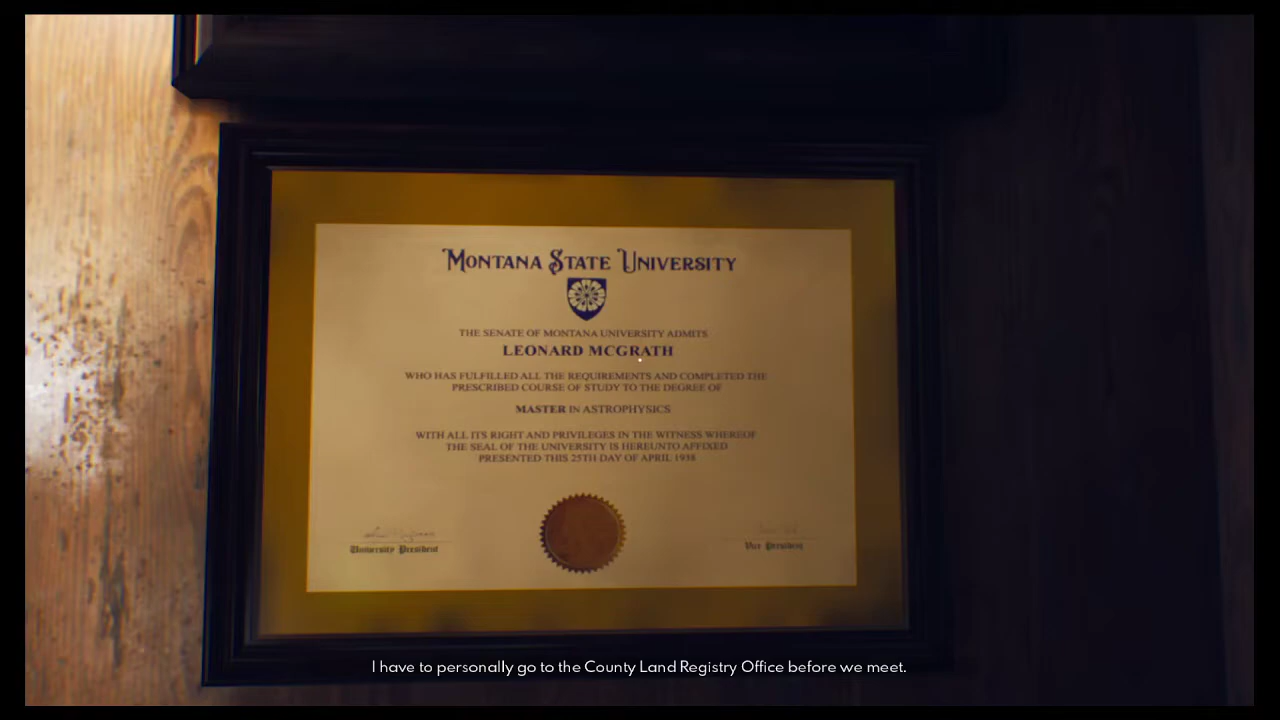 MONTANA STATE UNIVERSITY
THE SENATE OF MONTANA UNIVERSITY ADMITS
LEONARD MCGRATH
WHO HAS FULFILLED ALL THE REQUIREMENTS AND COMPLETED THE
PRESCRIBED COURSE OF STUDY TO THE DEGREE OF
MASTER IN ASTROPHYSICS
WITH ALL ITS RIGHT AND PRIVILEGES IN THE WITNESS WHEREOF
THE SEAL OF THE UNIVERSITY IS HEREUNTO AFFIXED
PRESENTED THIS 25TH DAY OF APRIL 1938
University President
Vice President
I have to personally go to the County Land Registry Office before we meet.